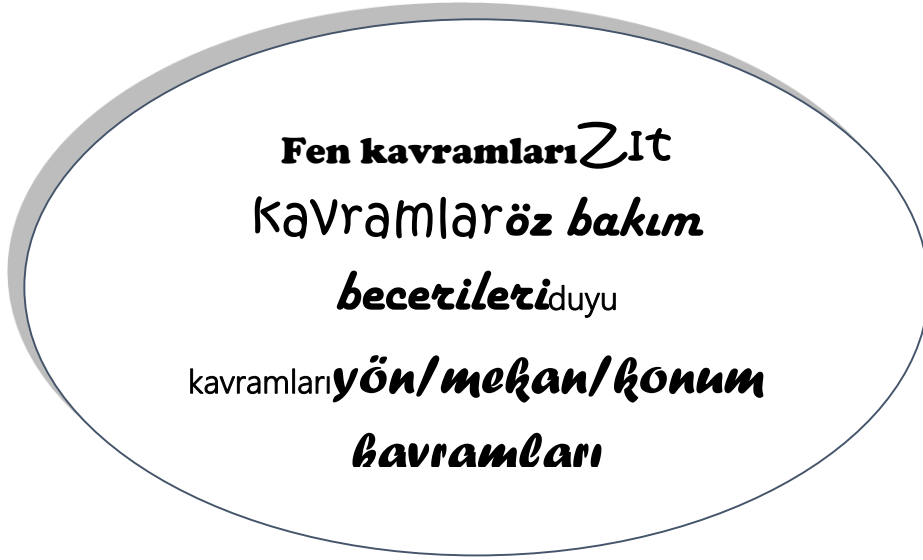 Fen kavramlarıZıt
kavramlaröz bakım
becerileriduyu
kavramlarıyön/mekan/konum
kavramları